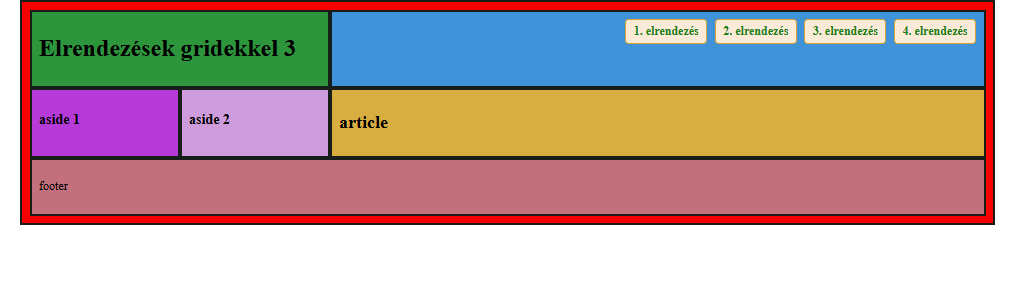 Elrendezések gridekkel 3
1. elrendezés 2. elrendezés 3. elrendezés 4. elrendezés
aside 1
aside 2
article
footer